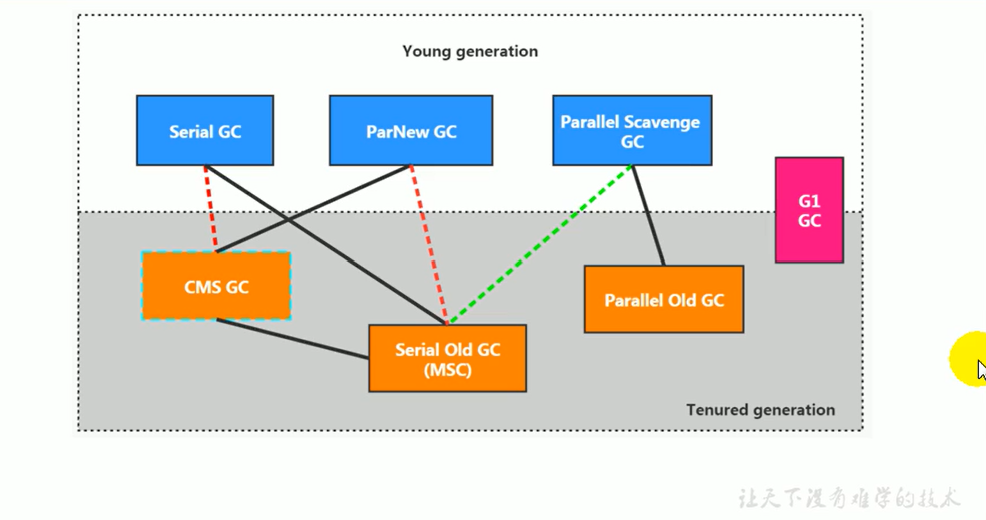 Young generation
Serial GC
ParNew GC
Parallel Scavenge
GC
G1
GC
CMS GC
Parallel Old GC
Serial Old GC
(MSC)
Tenured generation
让天下没有难学的技术